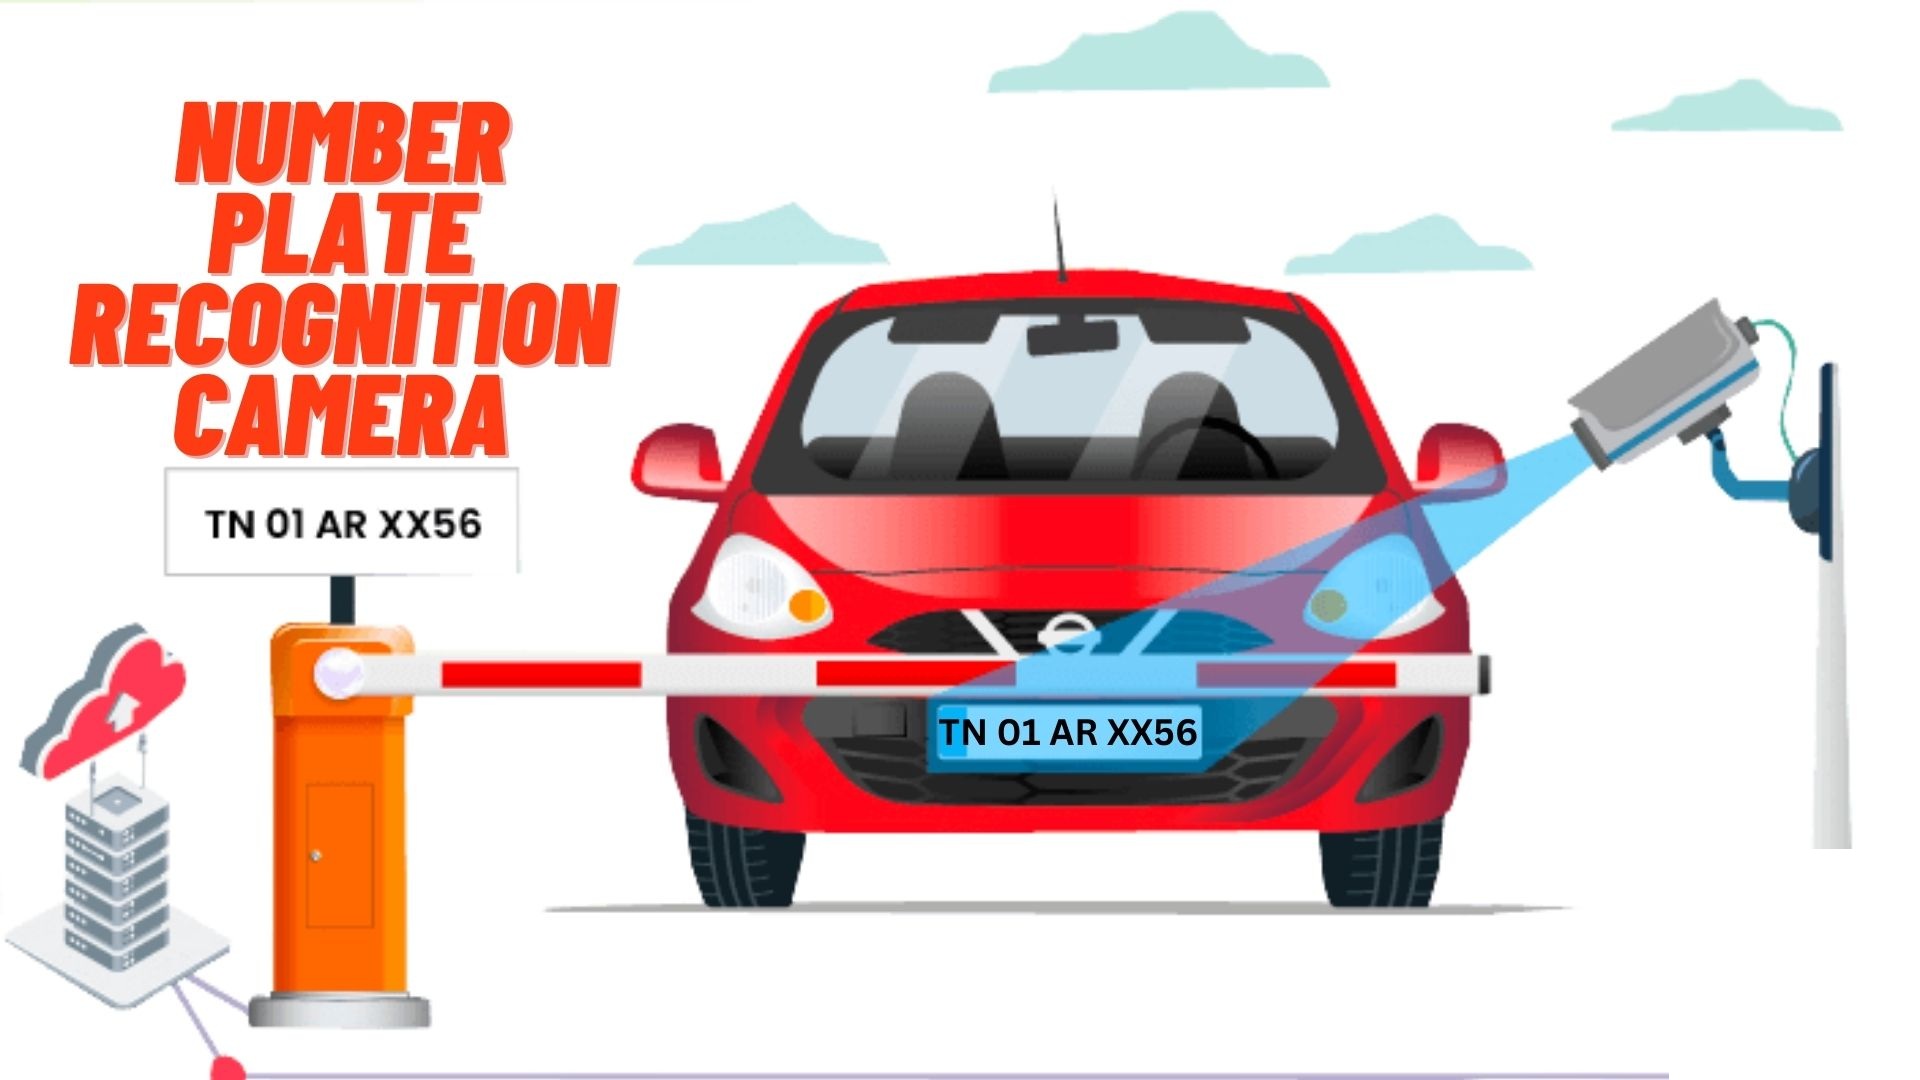 NUMBER
PLATE
RECOGNITION
CAMERA
TN 01 AR XX56
TN 01 AR XX56